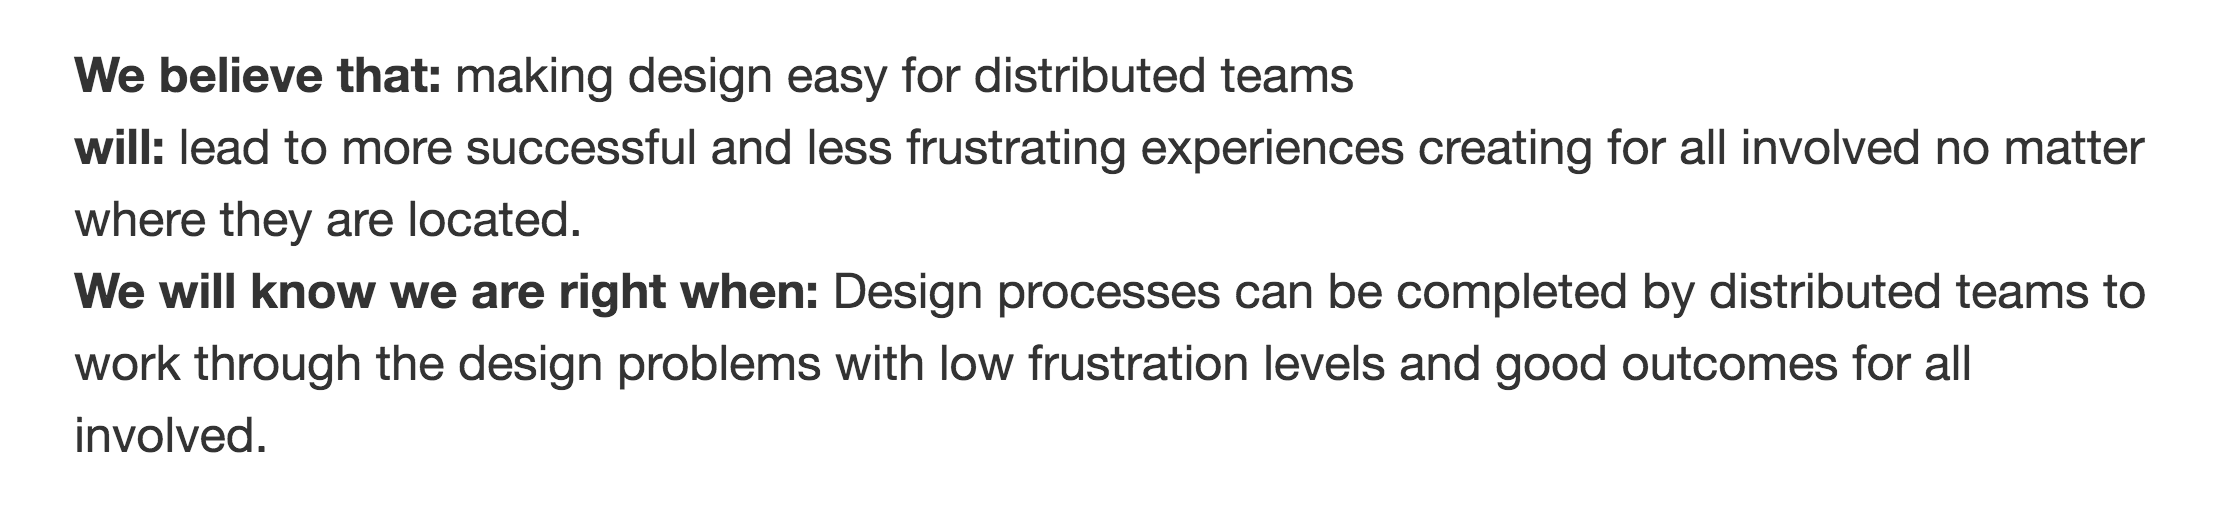 We believe that: making design easy for distributed teams
will: lead to more successful and less frustrating experiences creating for all involved no matter
where they are located.
We will know we are right when: Design processes can be completed by distributed teams to
work through the design problems with low frustration levels and good outcomes for all
involved.